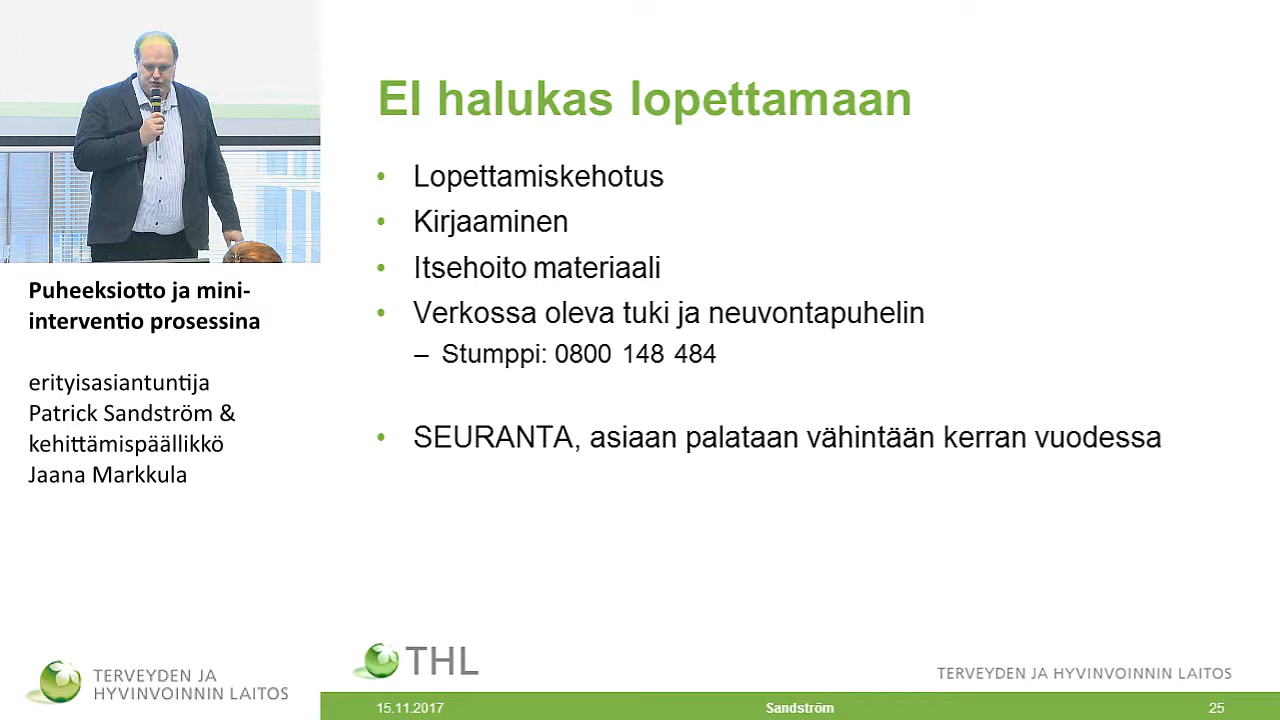 EI halukas lopettamaan
• Lopettamiskehotus
• Kirjaaminen
• Itsehoito materiaali
• Verkossa oleva tuki ja neuvontapuhelin
– Stumppi: 0800 148 484
• SEURANTA, asiaan palataan vähintään kerran vuodessa
Puheeksiotto ja mini-
interventio prosessina
erityisasiantuntija
Patrick Sandström &
kehittämispäällikkö
Jaana Markkula
TERVEYDEN JA
HYVINVOINNIN LAITOS
THL
TERVEYDEN JA HYVINVOINNIN LAITOS
15.11.2017
Sandström
25